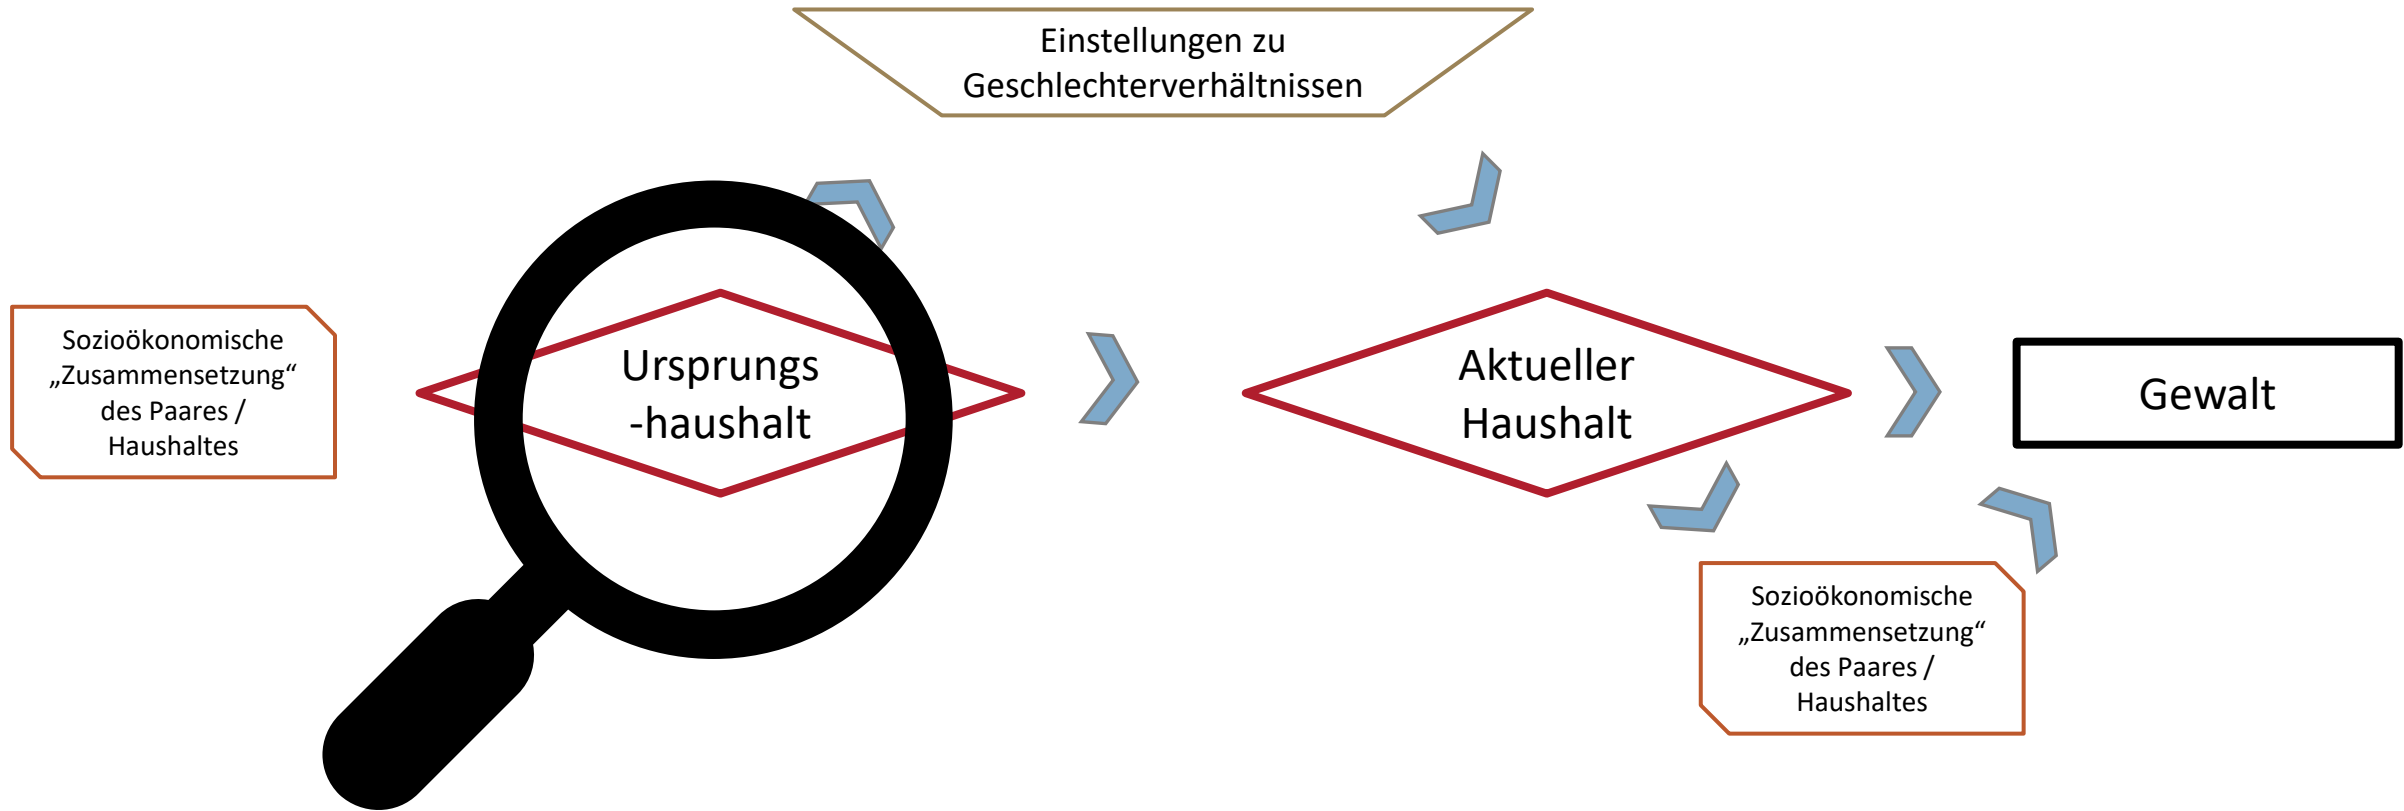 Einstellungen zu
Geschlechterverhältnissen
Sozioökonomische
„Zusammensetzung“
des Paares /
Haushaltes
Ursprungs
-haushalt
Aktueller
Haushalt
Gewalt
Sozioökonomische
„Zusammensetzung“
des Paares /
Haushaltes